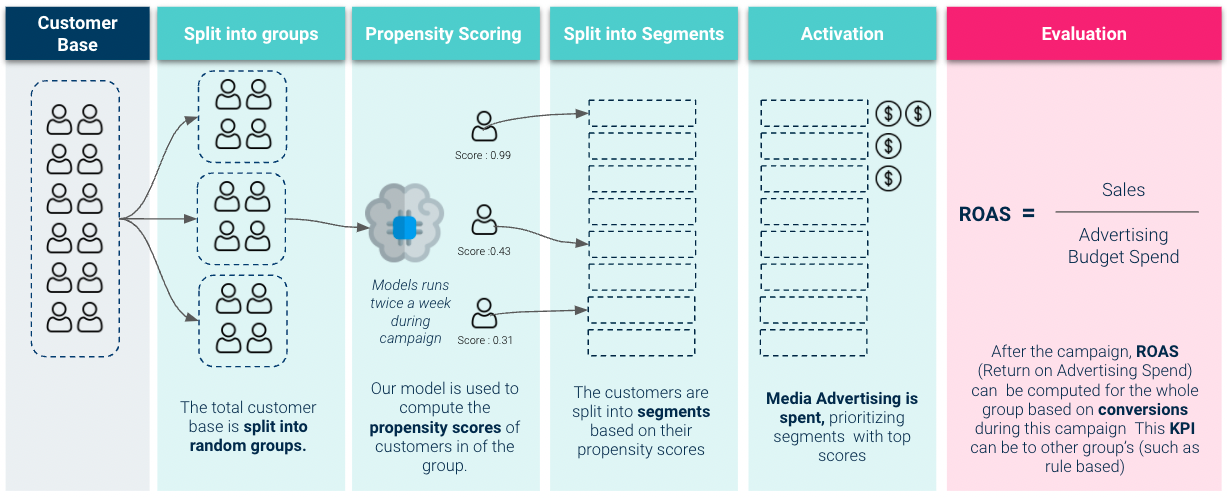 Customer
Base
Split into groups
Propensity Scoring
Split into Segments
Activation
Evaluation
The total customer
base is split into
random groups.
Models runs
twice a week
during
campaign
Score : 0.99
Score :0.43
Score : 0.31
Our model is used to
compute the
propensity scores of
customers in of the
group.
The customers are
split into segments
based on their
propensity scores
$ $
$
$
Media Advertising is
spent, prioritizing
segments with top
scores
ROAS =
Sales
Advertising
Budget Spend
After the campaign, ROAS
(Return on Advertising Spend)
can be computed for the whole
group based on conversions
during this campaign This KPI
can be to other group's (such as
rule based)